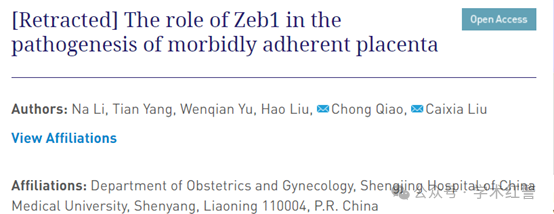 [Retracted] The role of Zeb1 in the
Open Access
pathogenesis of morbidly adherent placenta
Authors: Na Li, Tian Yang, Wenqian Yu, Hao Liu, Chong Qiao, Caixia Liu
View Affiliations
Affiliations: Department of Obstetrics and Gynecology, Shengjing Hospital of China
Medical University, Shenyang, Liaoning 110004, P.R. China
公众号 · 学术红警